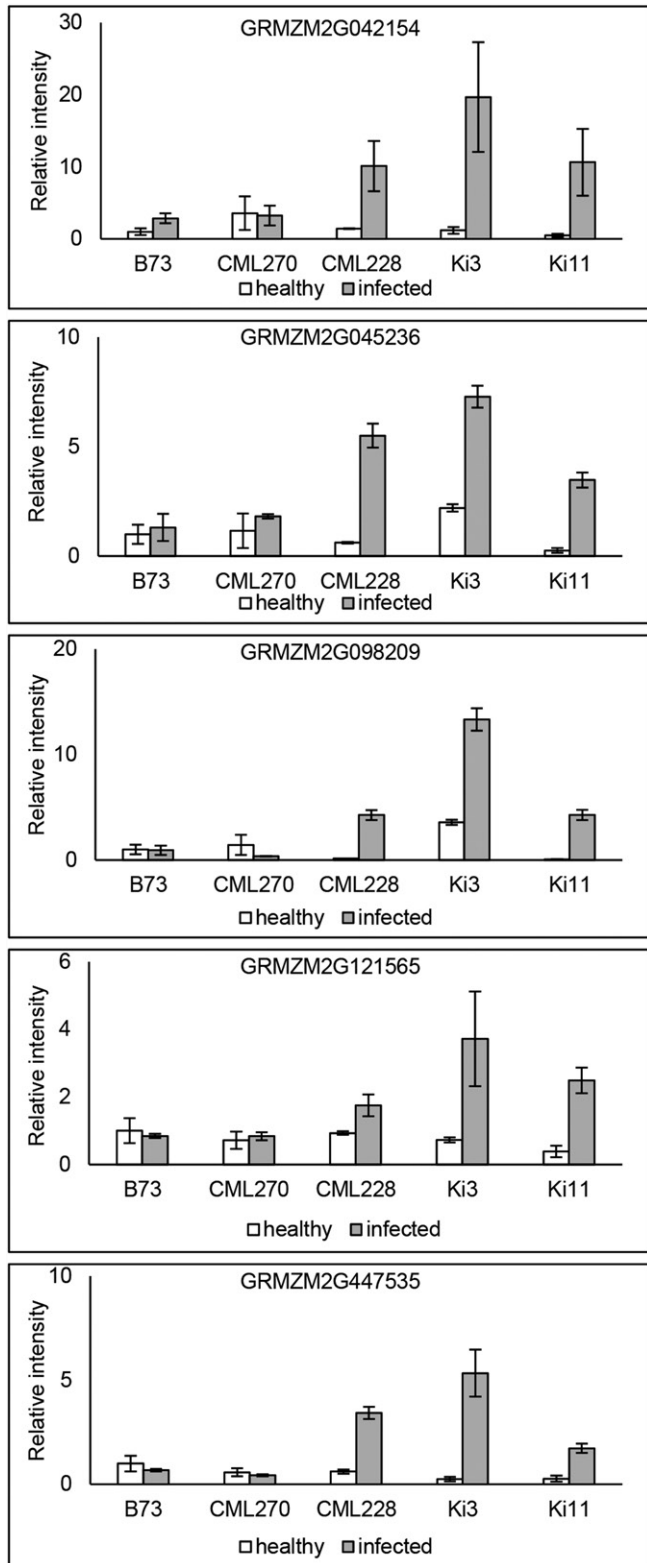 GRMZM2G042154
Relative intensity
30
20
10
0
B73 CML270 CML228 Ki3 Ki11
healthy infected
GRMZM2G045236
Relative intensity
10
5
0
B73 CML270 CML228 Ki3 Ki11
healthy infected
GRMZM2G098209
Relative intensity
20
10
0
B73 CML270 CML228 Ki3 Ki11
healthy infected
GRMZM2G121565
Relative intensity
6
4
2
0
B73 CML270 CML228 Ki3 Ki11
healthy infected
GRMZM2G447535
Relative intensity
10
5
0
B73 CML270 CML228 Ki3 Ki11
healthy infected